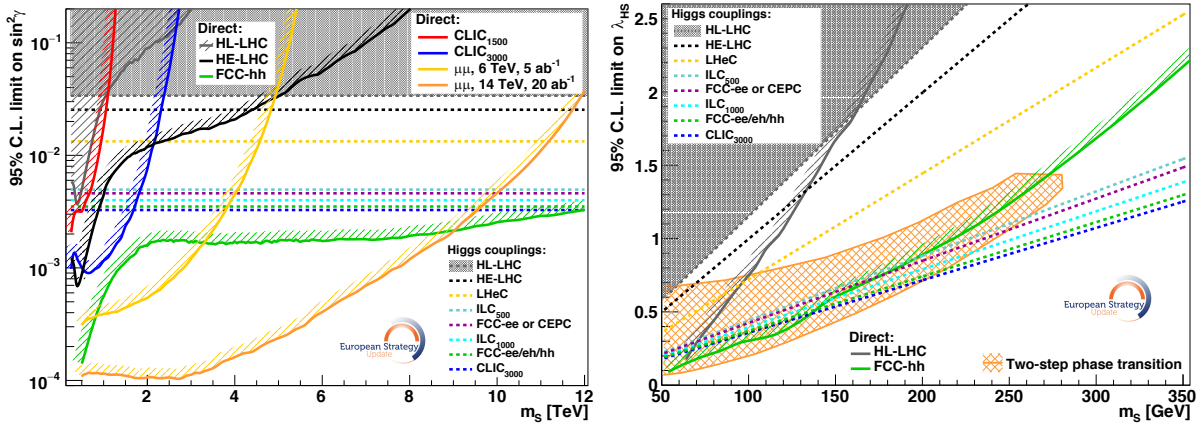 95% C.L. limit on sin²γ
10⁻¹
10⁻²
10⁻³
10⁻⁴
Direct:
HL-LHC
HE-LHC
FCC-hh
Direct:
CLIC₁₅₀₀
CLIC₃₀₀₀
μμ, 6 TeV, 5 ab⁻¹
μμ, 14 TeV, 20 ab⁻¹
Higgs couplings:
HL-LHC
HE-LHC
LHeC
ILC₅₀₀
FCC-ee or CEPC
ILC₁₀₀₀
FCC-ee/eh/hh
CLIC₃₀₀₀
European Strategy
Update
2 4 6 8 10 12
m_S [TeV]
95% C.L. limit on λ_HS
2.5
2
1.5
1
0.5
0
Higgs couplings:
HL-LHC
HE-LHC
LHeC
ILC₅₀₀
FCC-ee or CEPC
ILC₁₀₀₀
FCC-ee/eh/hh
CLIC₃₀₀₀
European Strategy
Update
Direct:
HL-LHC
FCC-hh
Two-step phase transition
50 100 150 200 250 300 350
m_S [GeV]